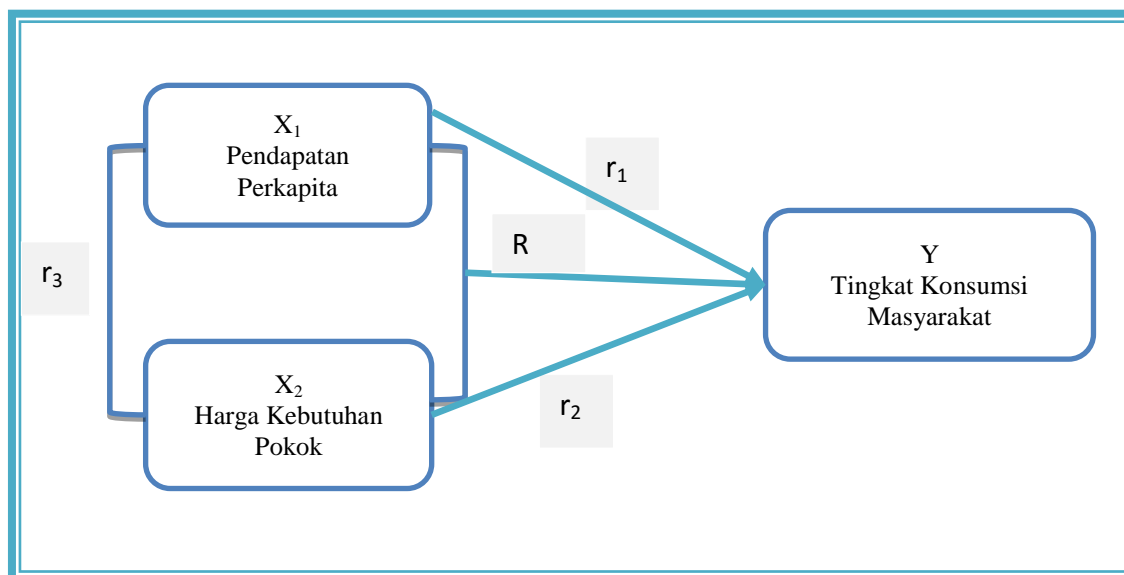 X₁
Pendapatan
Perkapita
r₁
R
r₃
Y
Tingkat Konsumsi
Masyarakat
X₂
Harga Kebutuhan
Pokok
r₂